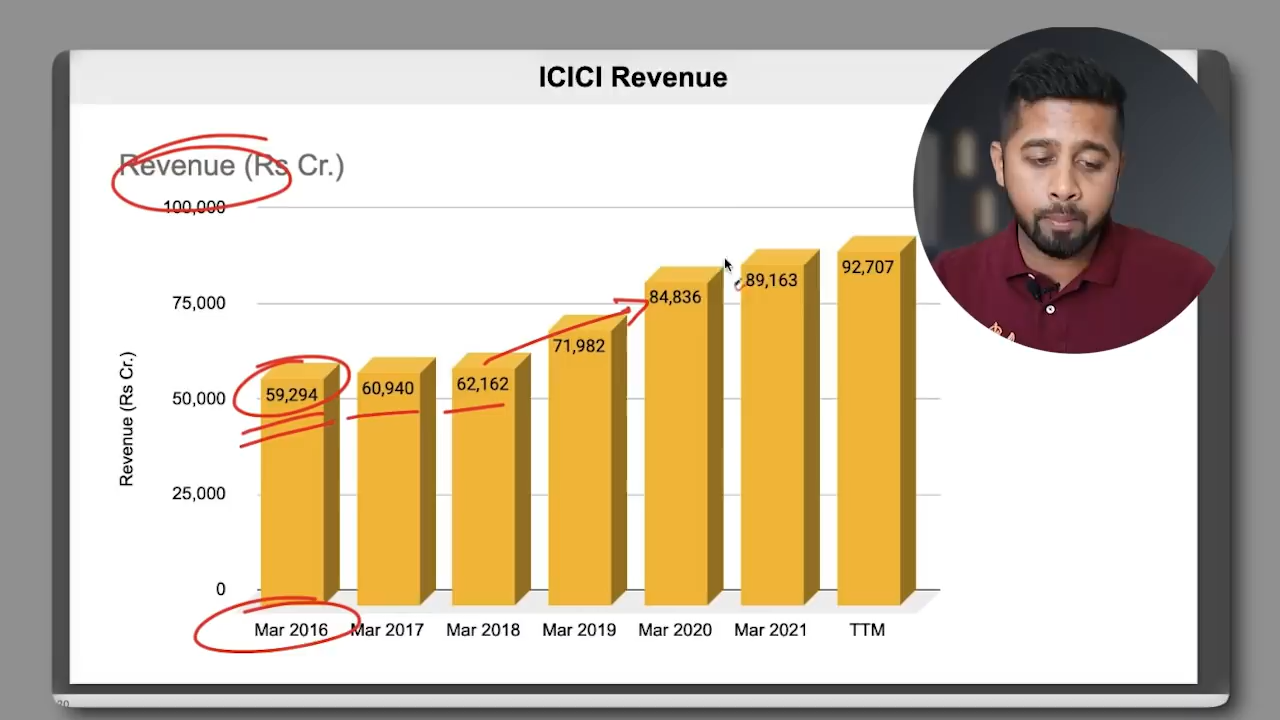 ICICI Revenue
Revenue (Rs Cr.)
100,000
75,000
50,000
25,000
0
Revenue (Rs Cr.)
59,294
60,940
62,162
71,982
84,836
89,163
92,707
Mar 2016
Mar 2017
Mar 2018
Mar 2019
Mar 2020
Mar 2021
TTM